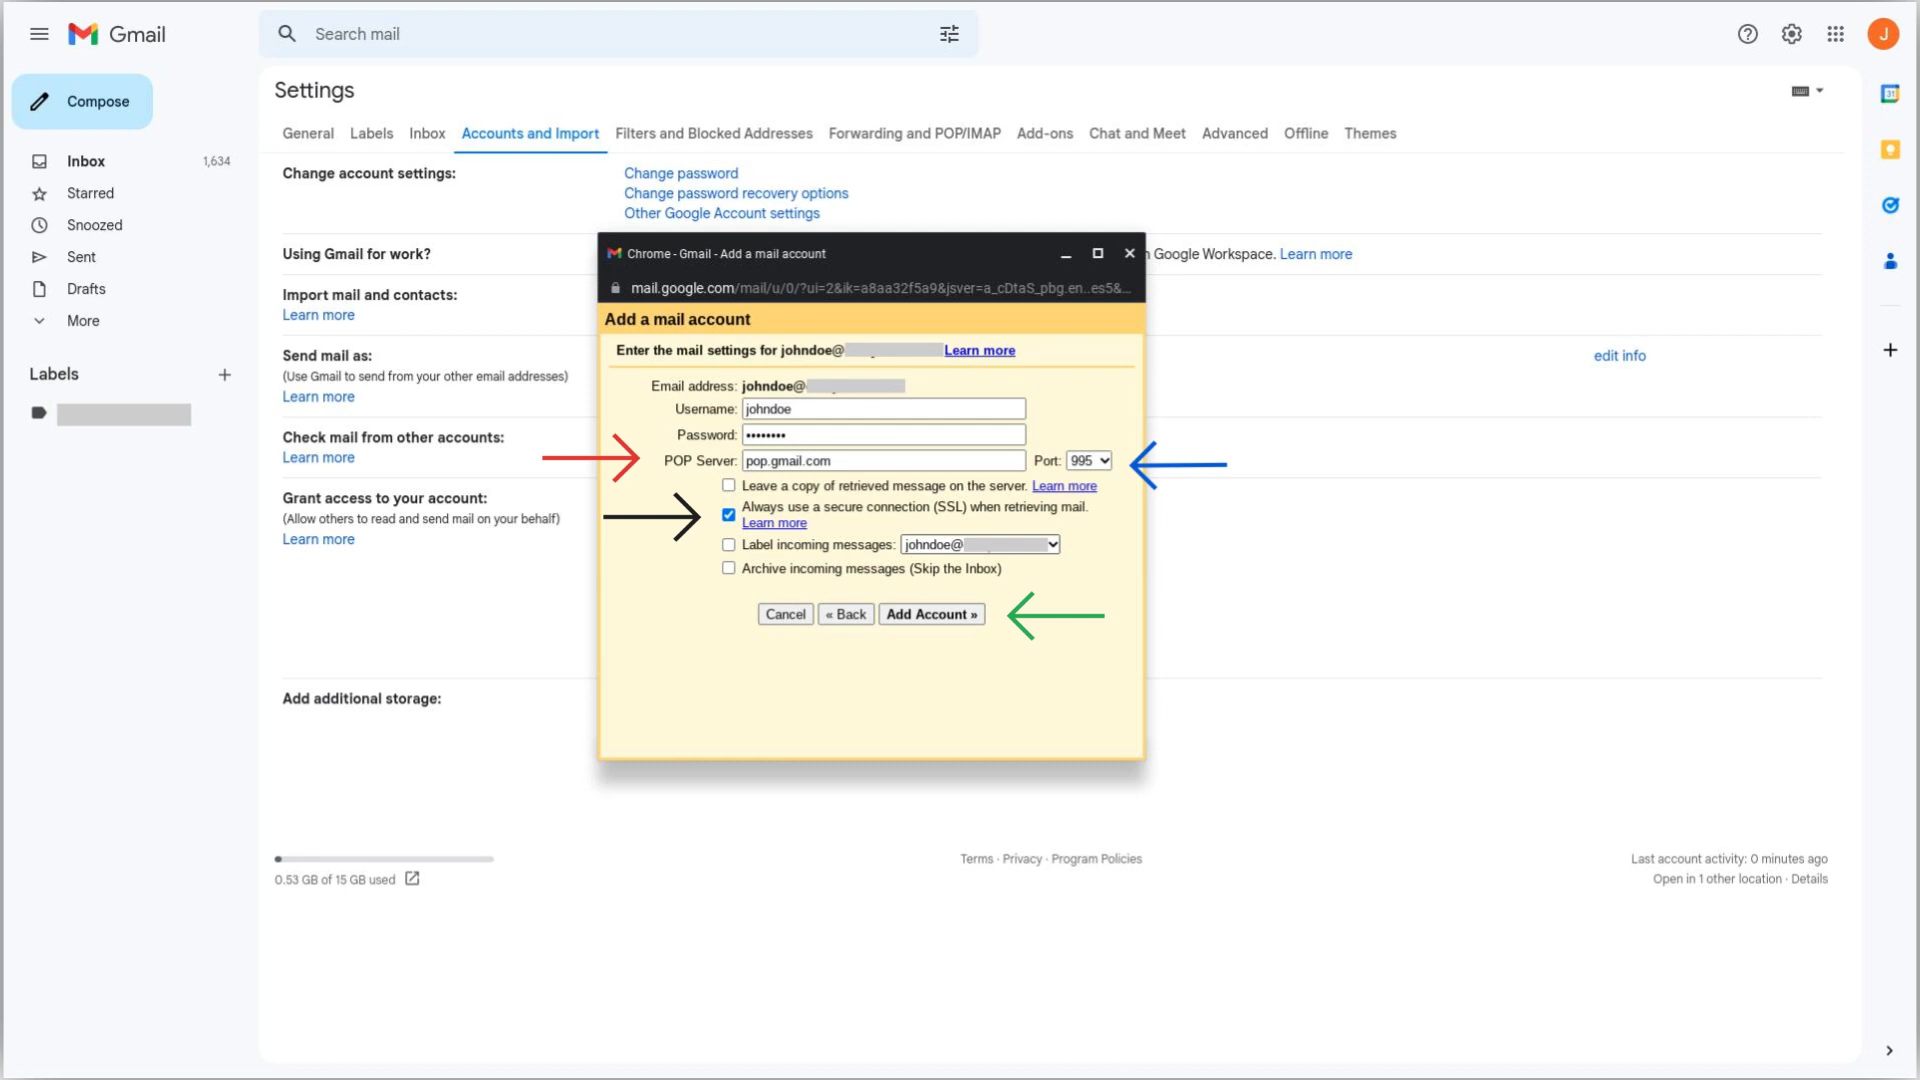 Gmail
Search mail
J
Compose
Settings
31
General Labels Inbox Accounts and Import Filters and Blocked Addresses Forwarding and POP/IMAP Add-ons Chat and Meet Advanced Offline Themes
Inbox 1,634
Starred
Snoozed
Sent
Drafts
More
Labels
Change account settings:
Change password
Change password recovery options
Other Google Account settings
Using Gmail for work?
Google Workspace. Learn more
Import mail and contacts:
Learn more
Send mail as:
(Use Gmail to send from your other email addresses)
Learn more
edit info
Check mail from other accounts:
Learn more
Grant access to your account:
(Allow others to read and send mail on your behalf)
Learn more
Add additional storage:
Chrome - Gmail - Add a mail account
mail.google.com/mail/u/0/?ui=2&ik=a8aa32f5a9&jsver=a_cDtaS_pbg.en..es5&...
Add a mail account
Enter the mail settings for johndoe@ Learn more
Email address: johndoe@
Username: johndoe
Password: ••••••••
POP Server: pop.gmail.com Port: 995
Leave a copy of retrieved message on the server. Learn more
Always use a secure connection (SSL) when retrieving mail.
Learn more
Label incoming messages: johndoe@
Archive incoming messages (Skip the Inbox)
Cancel « Back Add Account »
0.53 GB of 15 GB used
Terms · Privacy · Program Policies
Last account activity: 0 minutes ago
Open in 1 other location · Details